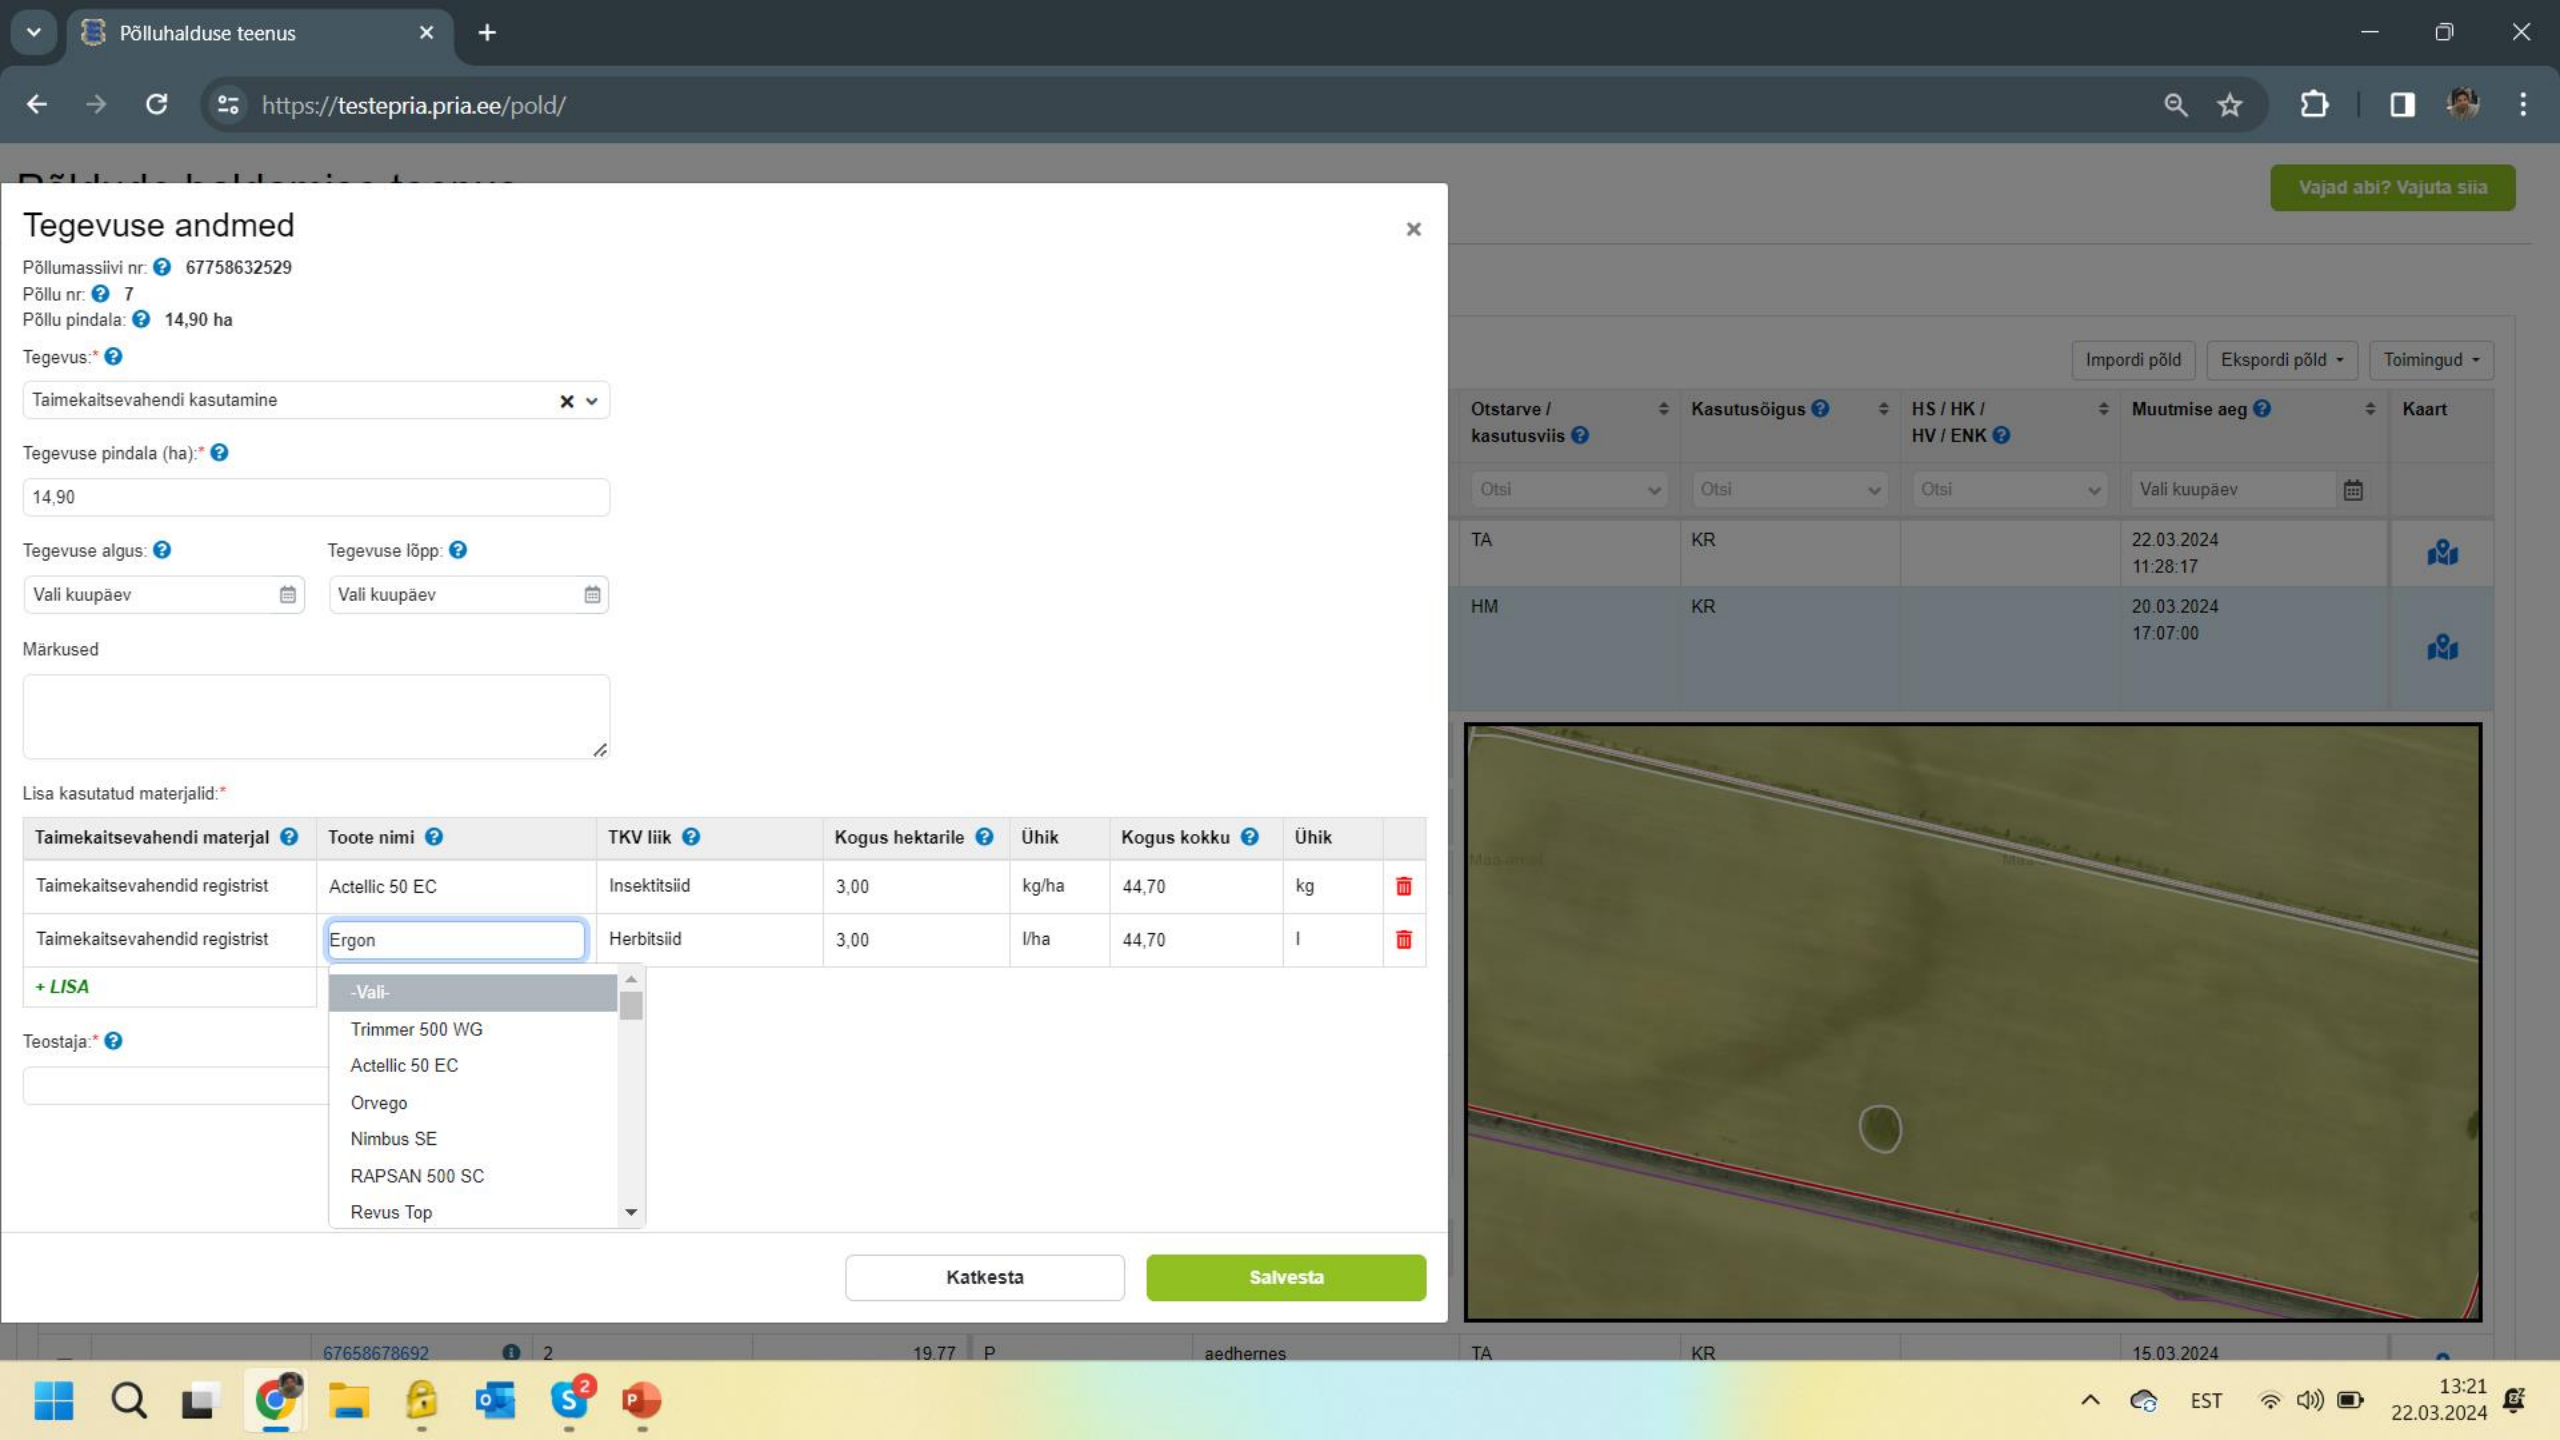 Põlluhalduse teenus
https://testepria.pria.ee/pold/
Vajad abi? Vajuta siia
Tegevuse andmed
Põllumassiivi nr: 67758632529
Põllu nr: 7
Põllu pindala: 14,90 ha
Tegevus:*
Taimekaitsevahendi kasutamine
Tegevuse pindala (ha):*
14,90
Tegevuse algus: Tegevuse lõpp:
Vali kuupäev Vali kuupäev
Märkused
Lisa kasutatud materjalid:*
Taimekaitsevahendi materjal Toote nimi TKV liik Kogus hektarile Ühik Kogus kokku Ühik
Taimekaitsevahendid registrist Actellic 50 EC Insektitsiid 3,00 kg/ha 44,70 kg
Taimekaitsevahendid registrist Ergon Herbitsiid 3,00 l/ha 44,70 l
+ LISA
-Vali-
Trimmer 500 WG
Actellic 50 EC
Orvego
Nimbus SE
RAPSAN 500 SC
Revus Top
Teostaja:*
Katkesta Salvesta
Impordi põld Ekspordi põld Toimingud
Otstarve / kasutusviis Kasutusõigus HS / HK / HV / ENK Muutmise aeg Kaart
Otsi Otsi Otsi Vali kuupäev
TA KR 22.03.2024
11:28:17
HM KR 20.03.2024
17:07:00
Maa-amet
67658678692 2 19.77 P aedhernes TA KR 15.03.2024
2
EST
13:21
22.03.2024